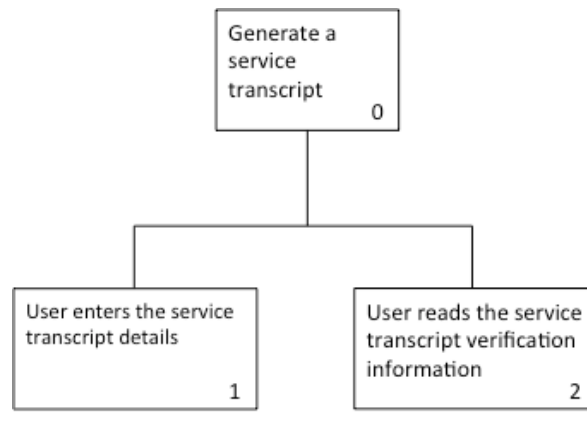 Generate a
service
transcript
0
User enters the service
transcript details
1
User reads the service
transcript verification
information
2